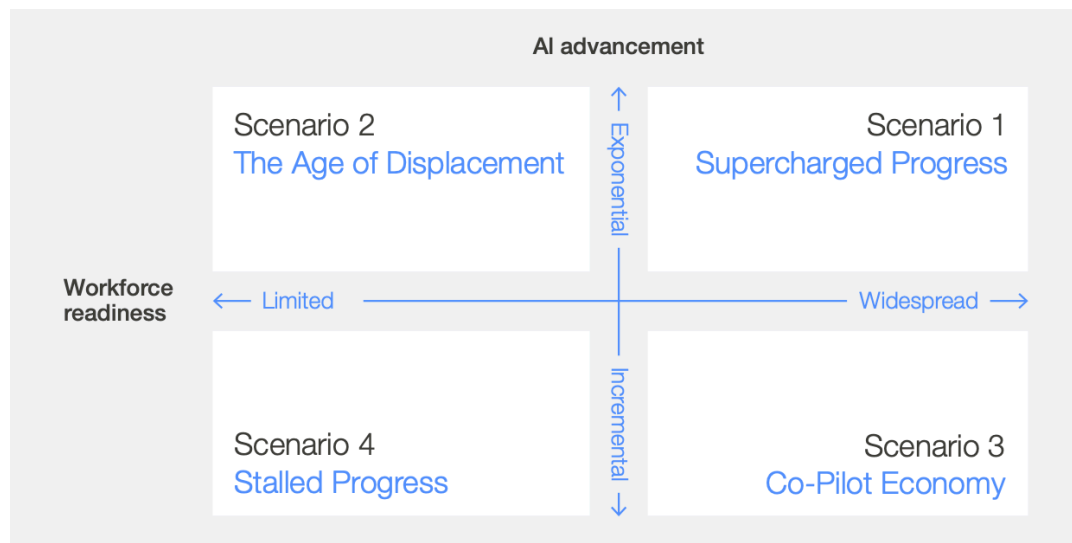 AI advancement
Scenario 2
The Age of Displacement
Exponential
Scenario 1
Supercharged Progress
Workforce
readiness
Limited
Widespread
Scenario 4
Stalled Progress
Incremental
Scenario 3
Co-Pilot Economy